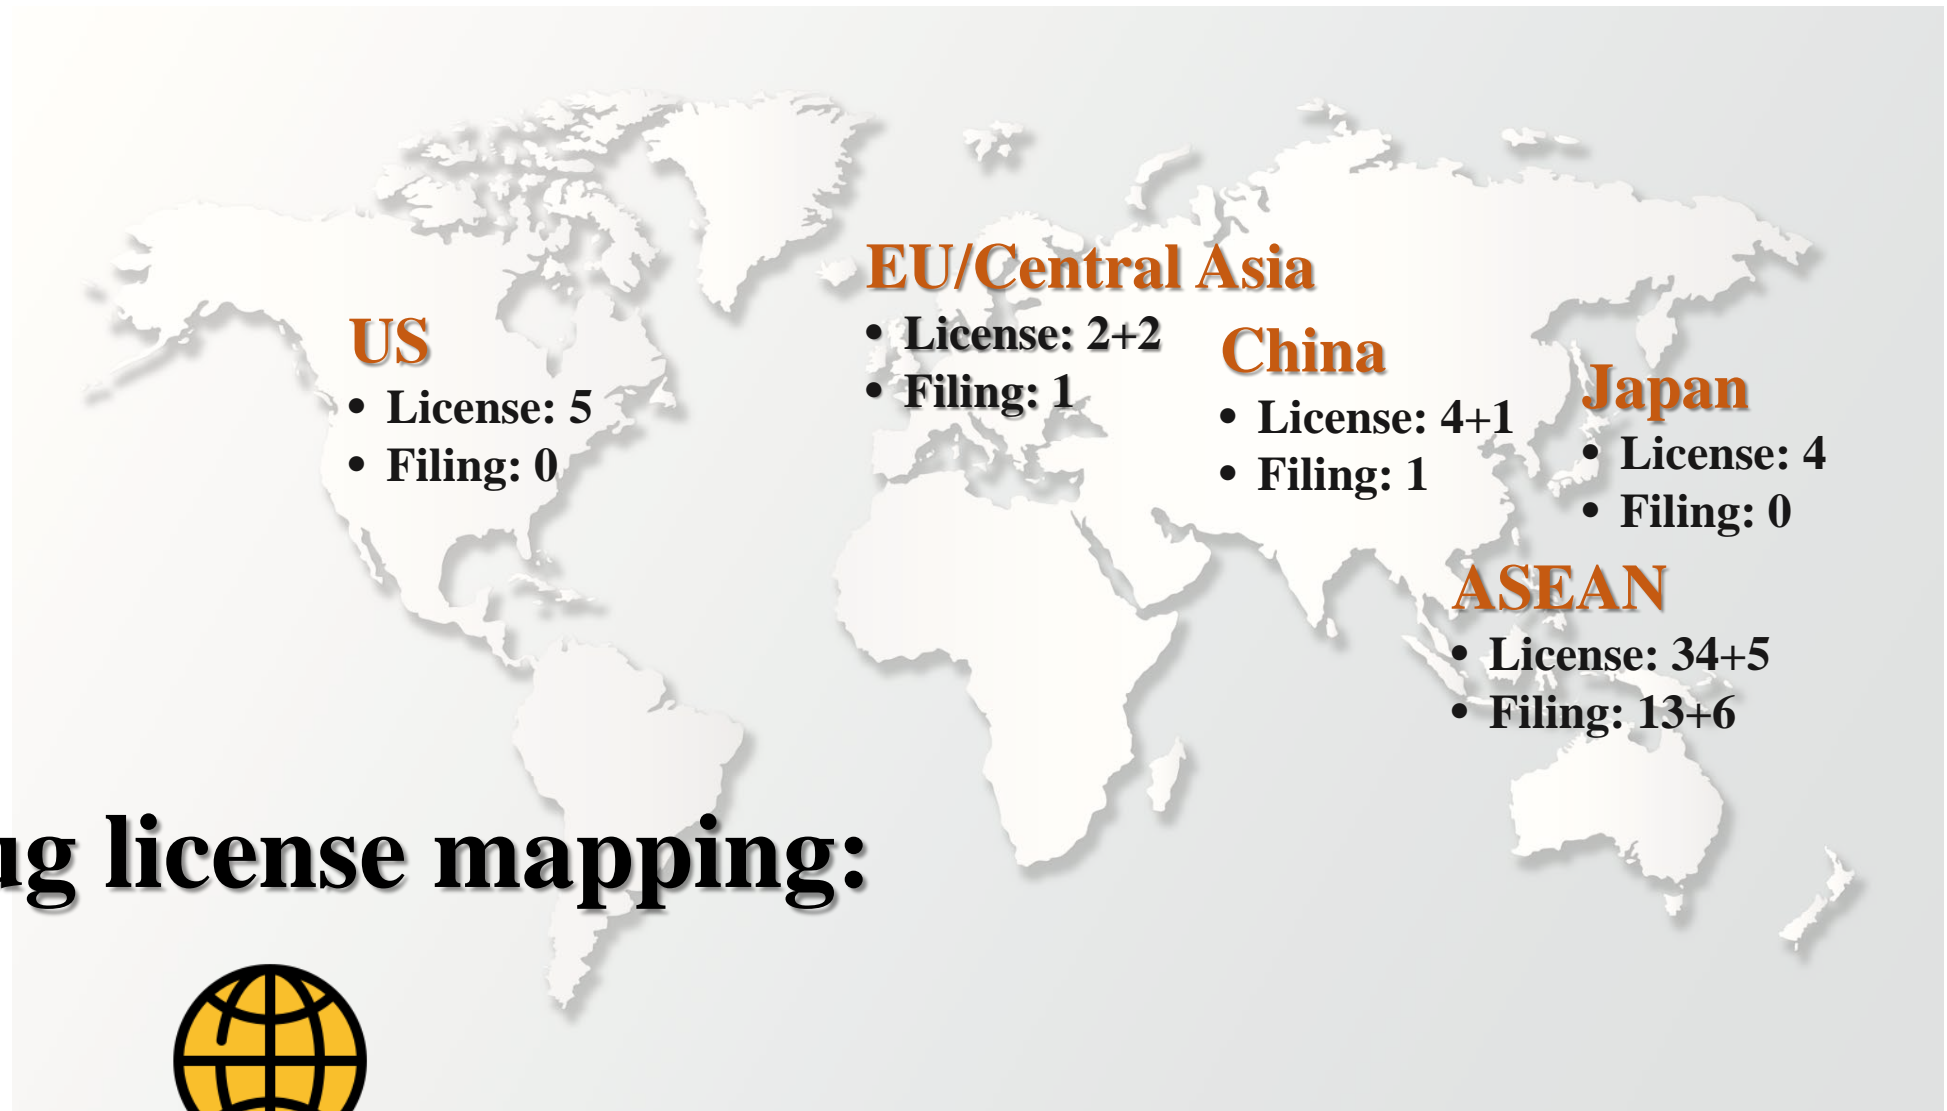 EU/Central Asia
• License: 2+2
• Filing: 1
US
• License: 5
• Filing: 0
China
• License: 4+1
• Filing: 1
Japan
• License: 4
• Filing: 0
ASEAN
• License: 34+5
• Filing: 13+6
license mapping: